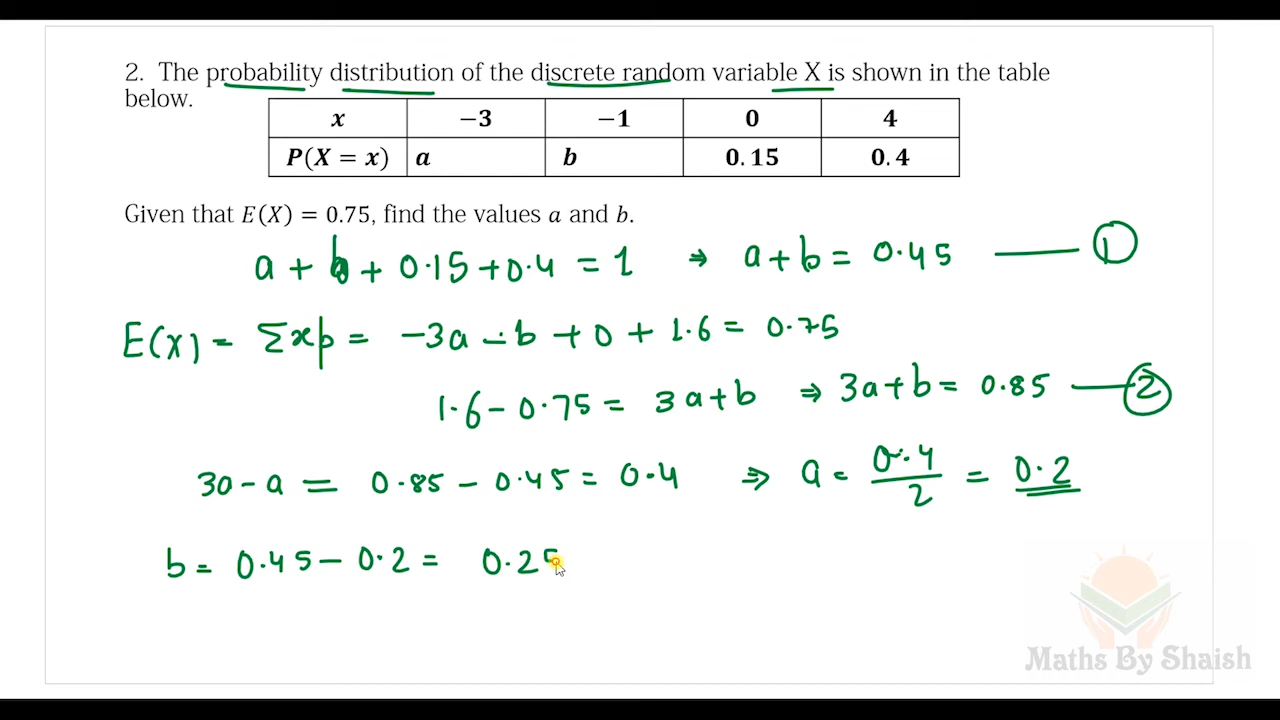 2. The probability distribution of the discrete random variable X is shown in the table
below.
x −3 −1 0 4
P(X = x) a b 0.15 0.4
Given that E(X) = 0.75, find the values a and b.
a + b + 0.15 + 0.4 = 1 ⇒ a + b = 0.45 —— ①
E(X) = Σxp = −3a − b + 0 + 1.6 = 0.75
1.6 − 0.75 = 3a + b ⇒ 3a + b = 0.85 —— ②
3a − a = 0.85 − 0.45 = 0.4 ⇒ a = 0.4/2 = 0.2
b = 0.45 − 0.2 = 0.25
Maths By Shaish